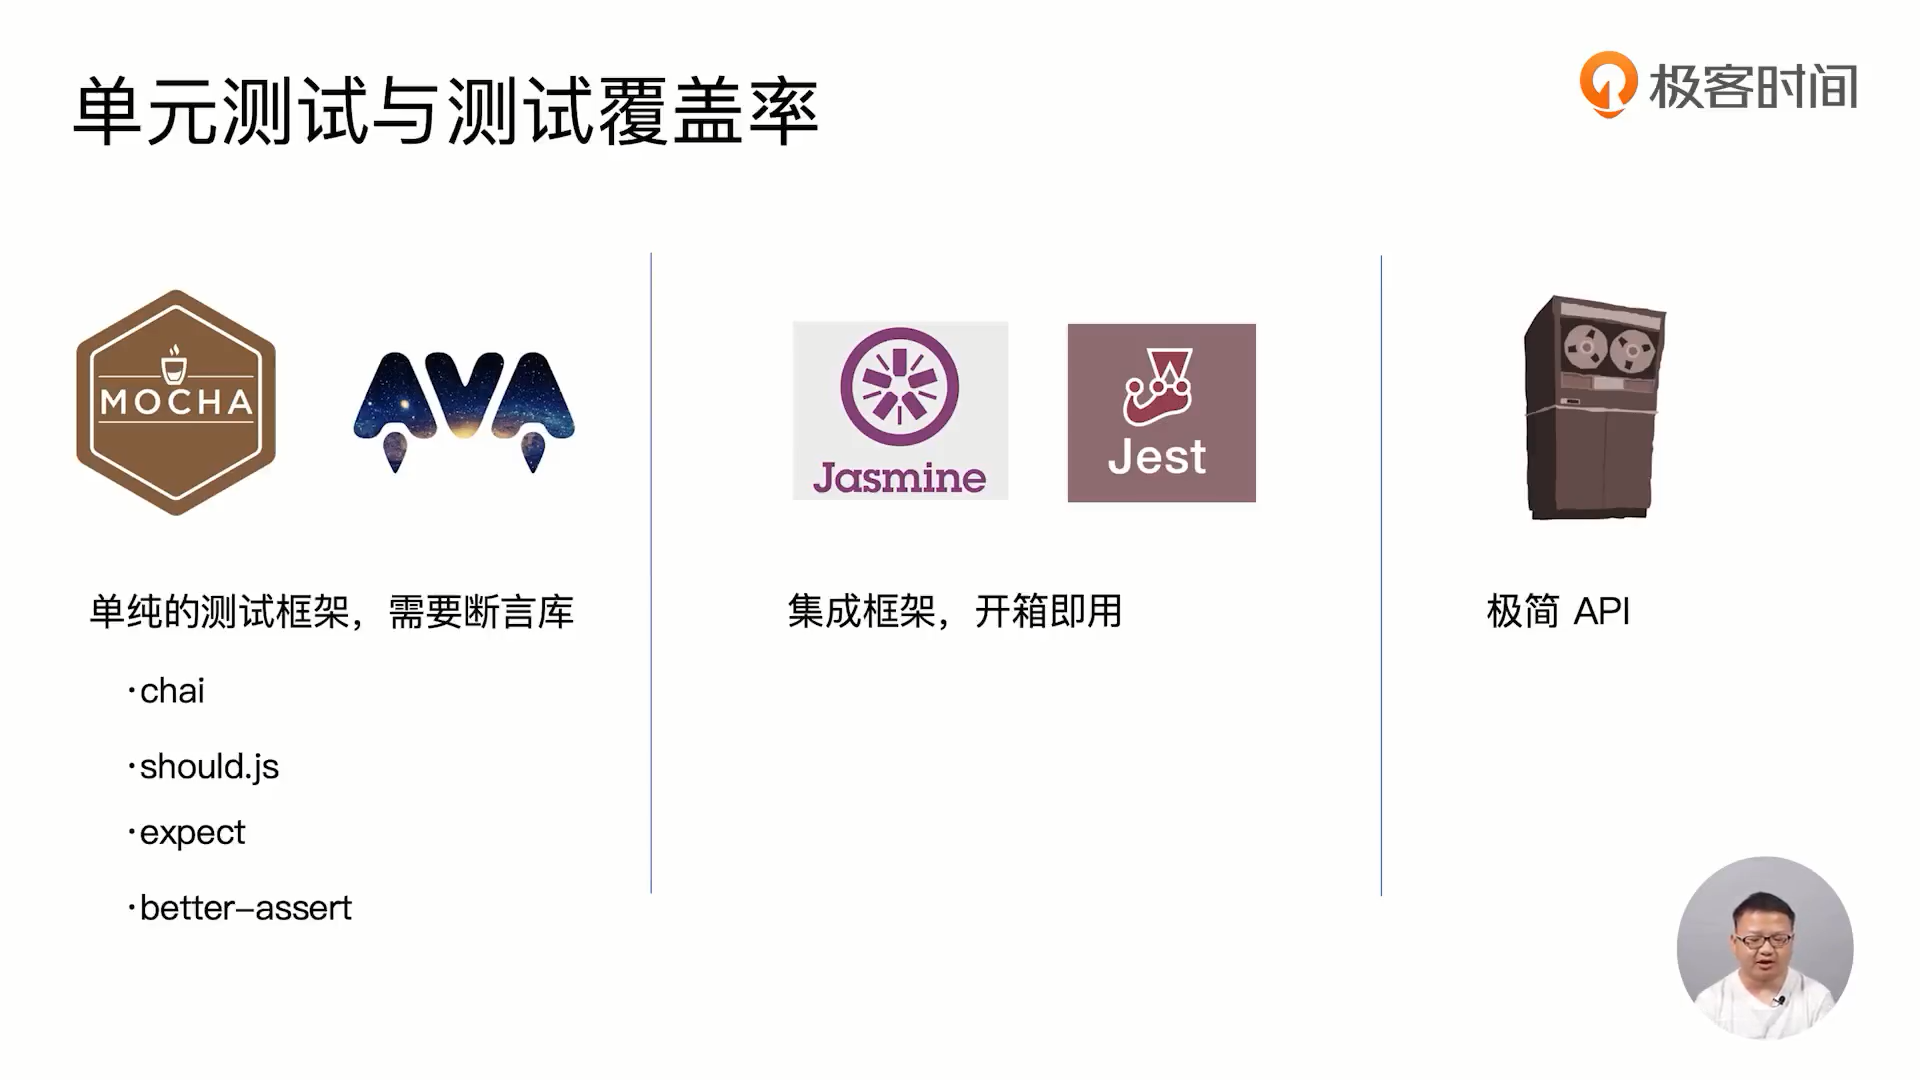 单元测试与测试覆盖率
极客时间
MOCHA
AVA
Jasmine
Jest
单纯的测试框架，需要断言库
·chai
·should.js
·expect
·better-assert
集成框架，开箱即用
极简 API